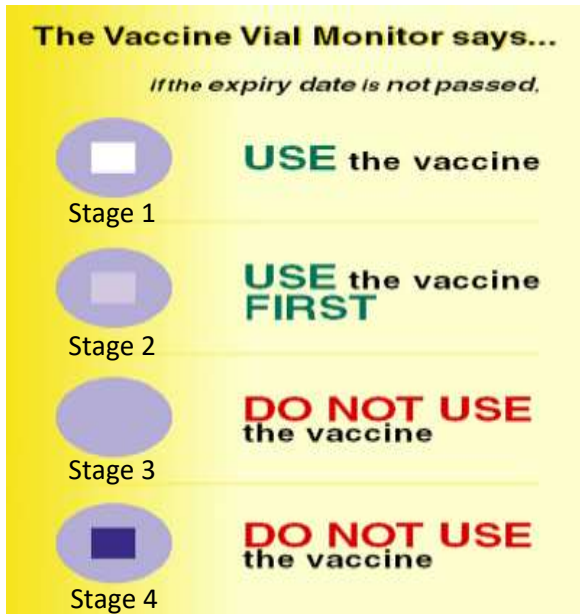 The Vaccine Vial Monitor says...
if the expiry date is not passed,
USE the vaccine
Stage 1
USE the vaccine
FIRST
Stage 2
DO NOT USE
the vaccine
Stage 3
DO NOT USE
the vaccine
Stage 4